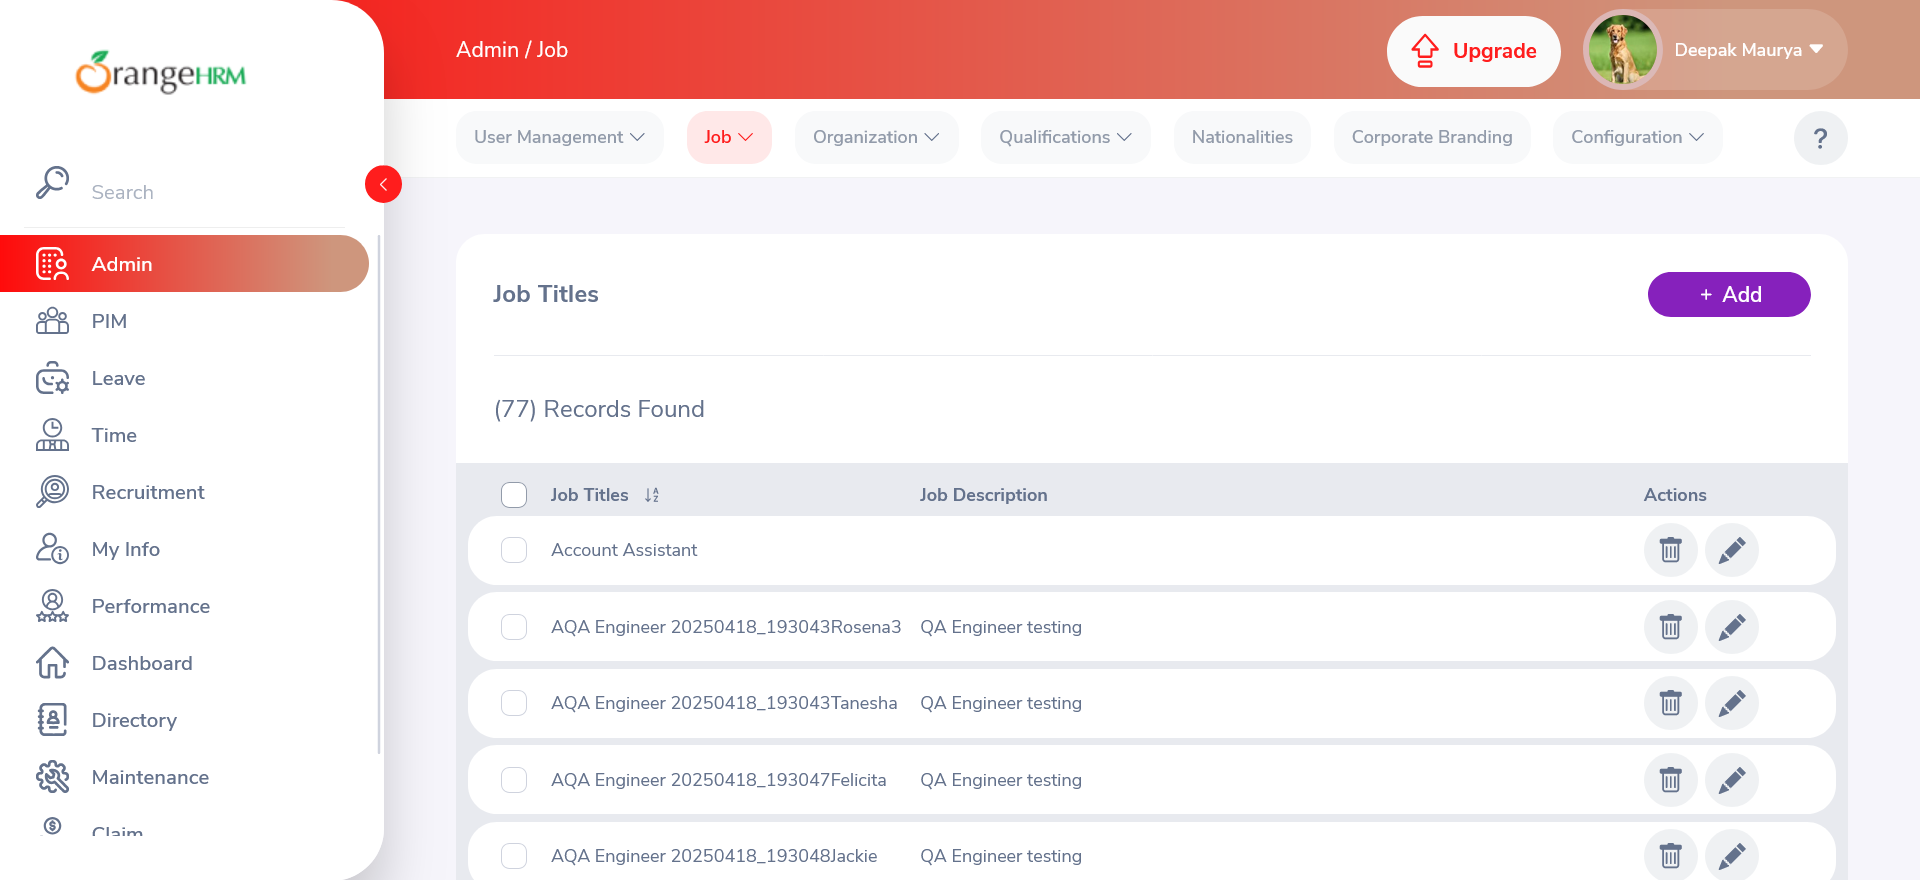 OrangeHRM
Search
Admin
PIM
Leave
Time
Recruitment
My Info
Performance
Dashboard
Directory
Maintenance
Claim
Admin / Job
Upgrade
Deepak Maurya
User Management
Job
Organization
Qualifications
Nationalities
Corporate Branding
Configuration
?
Job Titles
+ Add
(77) Records Found
Job Titles Job Description Actions
Account Assistant
AQA Engineer 20250418_193043Rosena3 QA Engineer testing
AQA Engineer 20250418_193043Tanesha QA Engineer testing
AQA Engineer 20250418_193047Felicita QA Engineer testing
AQA Engineer 20250418_193048Jackie QA Engineer testing